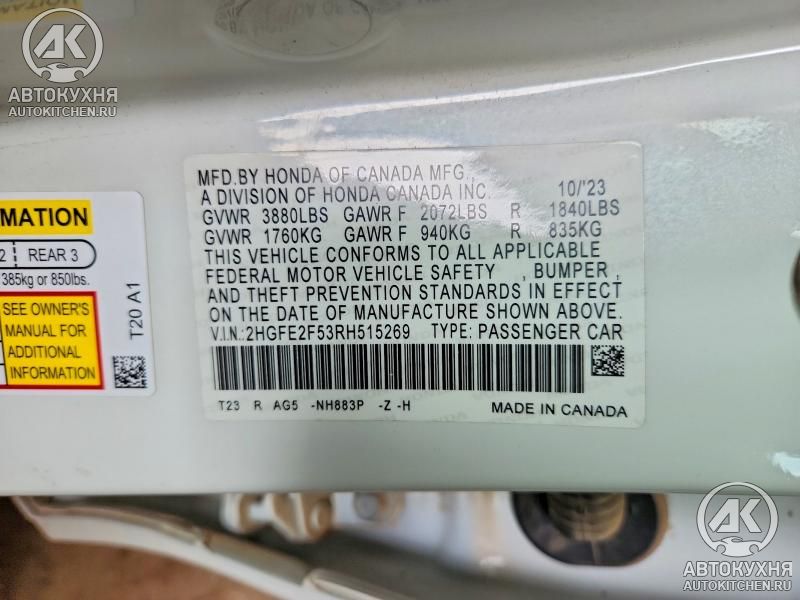 АК
АВТОКУХНЯ
AUTOKITCHEN.RU
MFD.BY HONDA OF CANADA MFG.,
A DIVISION OF HONDA CANADA INC. 10/'23
GVWR 3880LBS GAWR F 2072LBS R 1840LBS
GVWR 1760KG GAWR F 940KG R 835KG
THIS VEHICLE CONFORMS TO ALL APPLICABLE
FEDERAL MOTOR VEHICLE SAFETY , BUMPER ,
AND THEFT PREVENTION STANDARDS IN EFFECT
ON THE DATE OF MANUFACTURE SHOWN ABOVE.
V.I.N.:2HGFE2F53RH515269 TYPE: PASSENGER CAR
T23 R AG5 -NH883P -Z -H MADE IN CANADA
MATION
2 REAR 3
385kg or 850lbs.
SEE OWNER'S
MANUAL FOR
ADDITIONAL
INFORMATION
T20 A1
АК
АВТОКУХНЯ
AUTOKITCHEN.RU